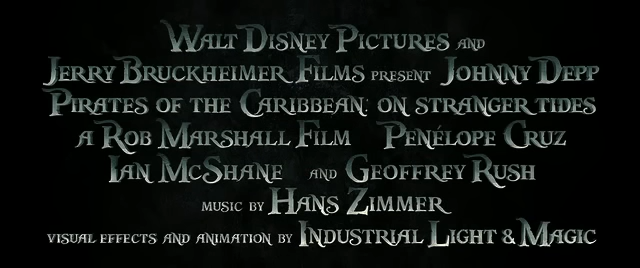 Walt Disney Pictures and
Jerry Bruckheimer Films present Johnny Depp
Pirates of the Caribbean: on stranger tides
a Rob Marshall Film Penélope Cruz
Ian McShane and Geoffrey Rush
music by Hans Zimmer
visual effects and animation by Industrial Light & Magic